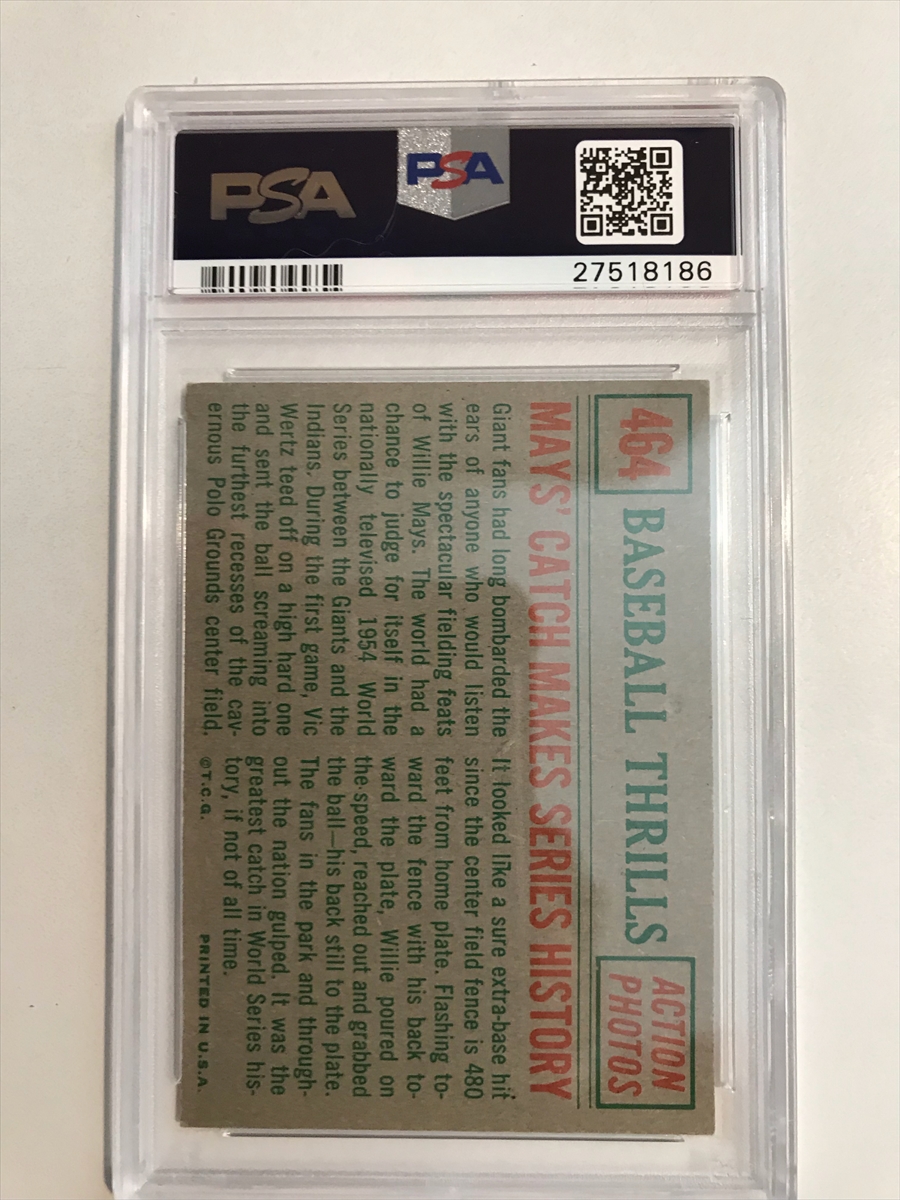 PSA
PSA
27518186
464
BASEBALL THRILLS
ACTION
PHOTOS
MAYS' CATCH MAKES SERIES HISTORY
Giant fans had long bombarded the
ears of anyone who would listen
with the spectacular fielding feats
of Willie Mays. The world had a
chance to judge for itself in the
nationally televised 1954 World
Series between the Giants and the
Indians. During the first game, Vic
Wertz teed off on a high hard one
and sent the ball screaming into
the furthest recesses of the cav-
ernous Polo Grounds center field.
It looked like a sure extra-base hit
since the center field fence is 480
feet from home plate. Flashing to-
ward the fence with his back to-
ward the plate, Willie poured on
the speed, reached out and grabbed
the ball—his back still to the plate.
The fans in the park and through-
out the nation gulped. It was the
greatest catch in World Series his-
tory, if not of all time.
©T.C.G.
PRINTED IN U.S.A.